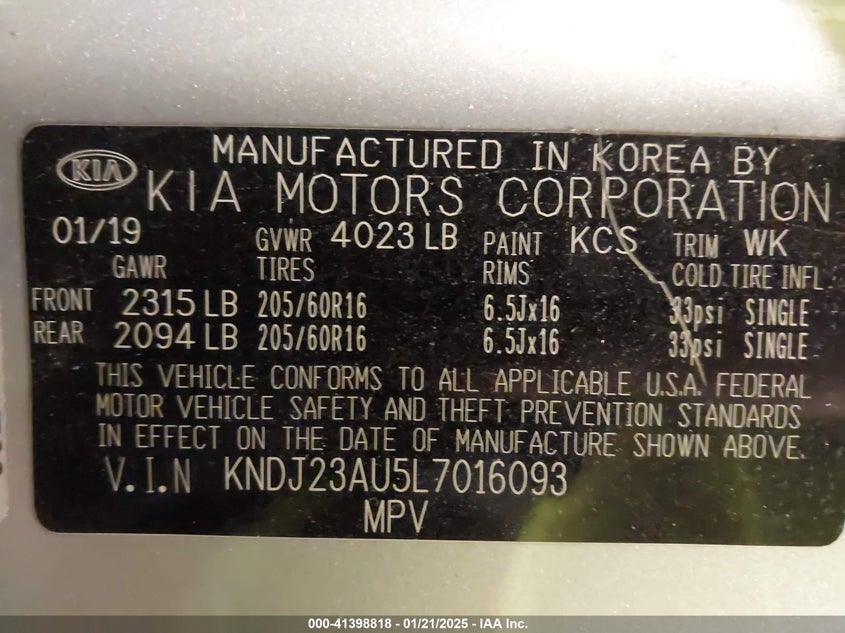 MANUFACTURED IN KOREA BY
KIA KIA MOTORS CORPORATION
01/19 GVWR 4023 LB PAINT KCS TRIM WK
GAWR TIRES RIMS COLD TIRE INFL.
FRONT 2315 LB 205/60R16 6.5Jx16 33psi SINGLE
REAR 2094 LB 205/60R16 6.5Jx16 33psi SINGLE
THIS VEHICLE CONFORMS TO ALL APPLICABLE U.S.A. FEDERAL
MOTOR VEHICLE SAFETY AND THEFT PREVENTION STANDARDS
IN EFFECT ON THE DATE OF MANUFACTURE SHOWN ABOVE.
V.I.N KNDJ23AU5L7016093
MPV
000-41398818 / 01/21/2025 - IAA Inc.